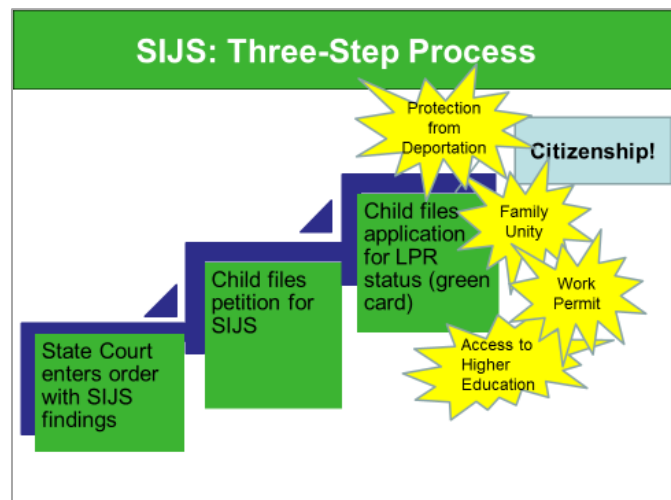 SIJS: Three-Step Process
Protection
from
Deportation
Citizenship!
Child files
application
for LPR
status (green
card)
Family
Unity
Child files
petition for
SIJS
Work
Permit
State Court
enters order
with SIJS
findings
Access to
Higher
Education